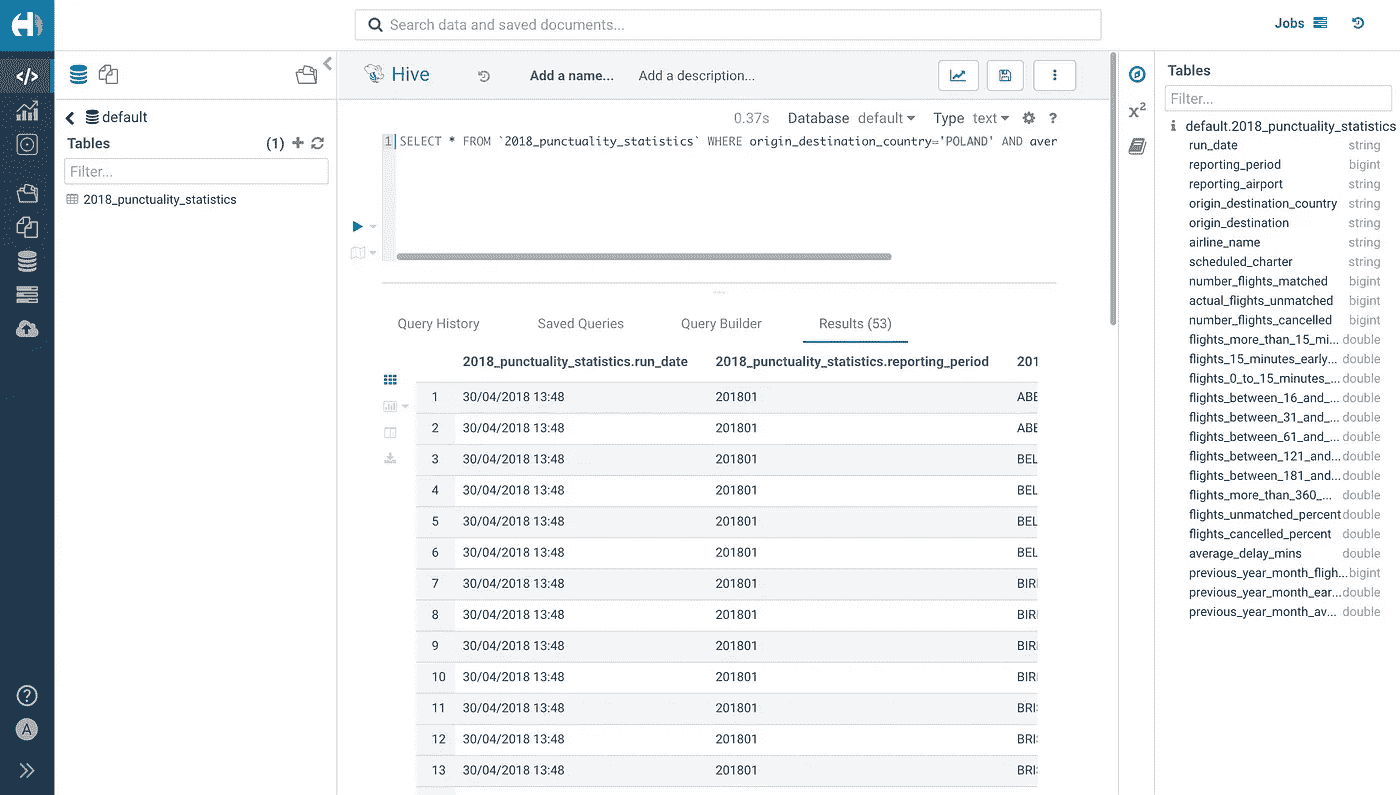 Search data and saved documents...
Jobs
default
Tables
(1)
Filter...
2018_punctuality_statistics
Hive
Add a name...
Add a description...
0.37s
Database default
Type text
?
1
SELECT * FROM `2018_punctuality_statistics` WHERE origin_destination_country='POLAND' AND aver
Query History
Saved Queries
Query Builder
Results (53)
2018_punctuality_statistics.run_date 2018_punctuality_statistics.reporting_period 201
1 30/04/2018 13:48 201801 ABE
2 30/04/2018 13:48 201801 ABE
3 30/04/2018 13:48 201801 BEL
4 30/04/2018 13:48 201801 BEL
5 30/04/2018 13:48 201801 BEL
6 30/04/2018 13:48 201801 BEL
7 30/04/2018 13:48 201801 BIR
8 30/04/2018 13:48 201801 BIR
9 30/04/2018 13:48 201801 BIR
10 30/04/2018 13:48 201801 BIR
11 30/04/2018 13:48 201801 BRI
12 30/04/2018 13:48 201801 BRI
13 30/04/2018 13:48 201801 BRI
x²
Tables
Filter...
i default.2018_punctuality_statistics
run_date string
reporting_period bigint
reporting_airport string
origin_destination_country string
origin_destination string
airline_name string
scheduled_charter string
number_flights_matched bigint
actual_flights_unmatched bigint
number_flights_cancelled bigint
flights_more_than_15_mi... double
flights_15_minutes_early... double
flights_0_to_15_minutes_... double
flights_between_16_and_... double
flights_between_31_and_... double
flights_between_61_and_... double
flights_between_121_and... double
flights_between_181_and... double
flights_more_than_360_... double
flights_unmatched_percent double
flights_cancelled_percent double
average_delay_mins double
previous_year_month_fligh... bigint
previous_year_month_ear... double
previous_year_month_av... double
?
A